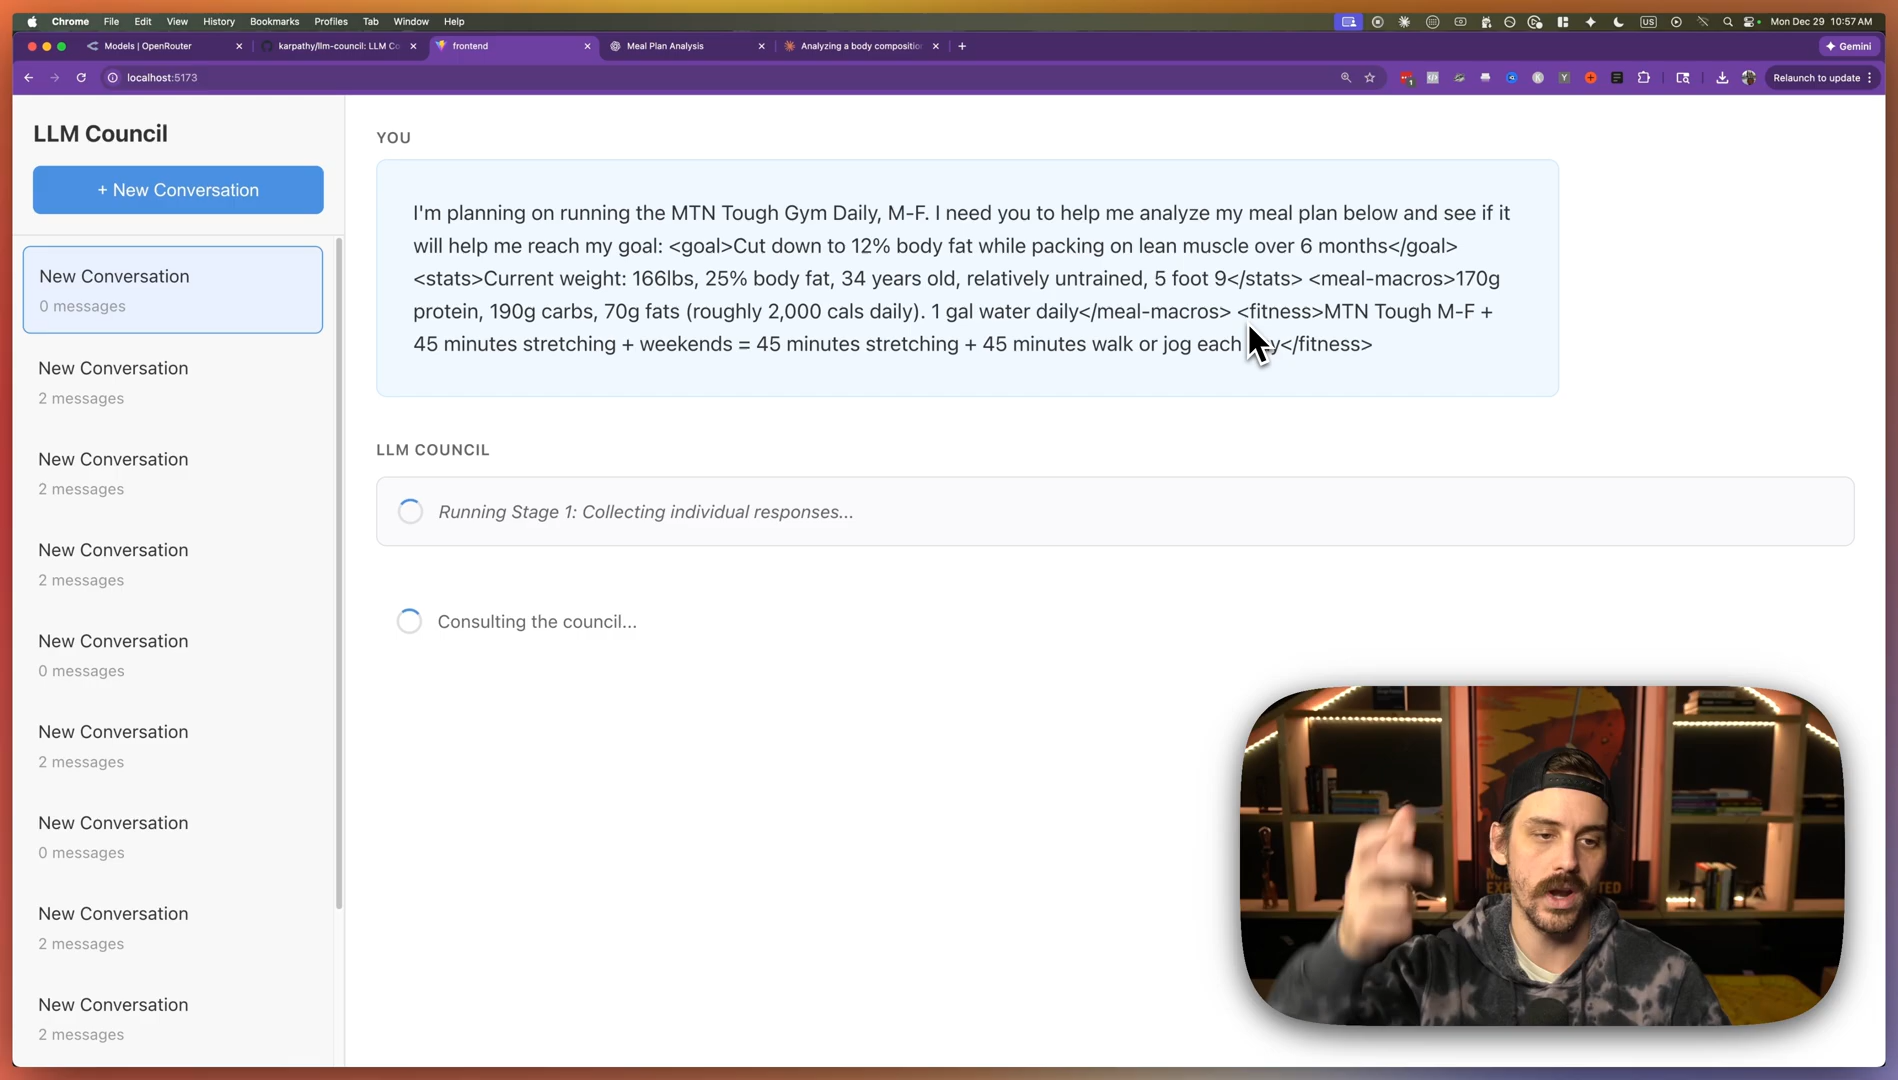 Chrome File Edit View History Bookmarks Profiles Tab Window Help
US
Mon Dec 29 10:57 AM
Models | OpenRouter
karpathy/llm-council: LLM Co
frontend
Meal Plan Analysis
Analyzing a body compositio
Gemini
localhost:5173
Relaunch to update
LLM Council
+ New Conversation
New Conversation
0 messages
New Conversation
2 messages
New Conversation
2 messages
New Conversation
2 messages
New Conversation
0 messages
New Conversation
2 messages
New Conversation
0 messages
New Conversation
2 messages
New Conversation
2 messages
YOU
I'm planning on running the MTN Tough Gym Daily, M-F. I need you to help me analyze my meal plan below and see if it
will help me reach my goal: <goal>Cut down to 12% body fat while packing on lean muscle over 6 months</goal>
<stats>Current weight: 166lbs, 25% body fat, 34 years old, relatively untrained, 5 foot 9</stats> <meal-macros>170g
protein, 190g carbs, 70g fats (roughly 2,000 cals daily). 1 gal water daily</meal-macros> <fitness>MTN Tough M-F +
45 minutes stretching + weekends = 45 minutes stretching + 45 minutes walk or jog each y</fitness>
LLM COUNCIL
Running Stage 1: Collecting individual responses...
Consulting the council...